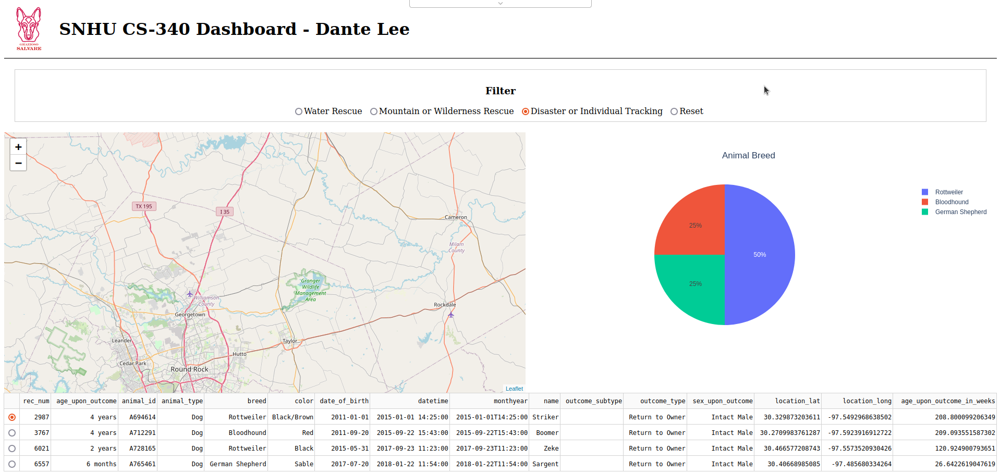 GRAZIOSO
SALVARE
SNHU CS-340 Dashboard - Dante Lee
Filter
Water Rescue Mountain or Wilderness Rescue Disaster or Individual Tracking Reset
+
−
TX 195
I 35
Cameron
Milam
County
Granger
Wildlife
Management
Area
Williamson
County
Rockdale
Georgetown
Leander
Taylor
Hutto
Cedar Park
Round Rock
Leaflet
Animal Breed
Rottweiler
Bloodhound
German Shepherd
25%
50%
25%
rec_num age_upon_outcome animal_id animal_type breed color date_of_birth datetime monthyear name outcome_subtype outcome_type sex_upon_outcome location_lat location_long age_upon_outcome_in_weeks
2987 4 years A694614 Dog Rottweiler Black/Brown 2011-01-01 2015-01-01 14:25:00 2015-01-01T14:25:00 Striker Return to Owner Intact Male 30.329873203611 -97.5492968638502 208.800099206349
3767 4 years A712291 Dog Bloodhound Red 2011-09-20 2015-09-22 15:43:00 2015-09-22T15:43:00 Boomer Return to Owner Intact Male 30.2709983761287 -97.5923916912722 209.093551587302
6021 2 years A728165 Dog Rottweiler Black 2015-05-31 2017-09-23 11:23:00 2017-09-23T11:23:00 Zeke Return to Owner Intact Male 30.466577208743 -97.5573520930426 120.924900793651
6557 6 months A765461 Dog German Shepherd Sable 2017-07-20 2018-01-22 11:54:00 2018-01-22T11:54:00 Sargent Return to Owner Intact Male 30.40668985085 -97.485680334264 26.6422619047619